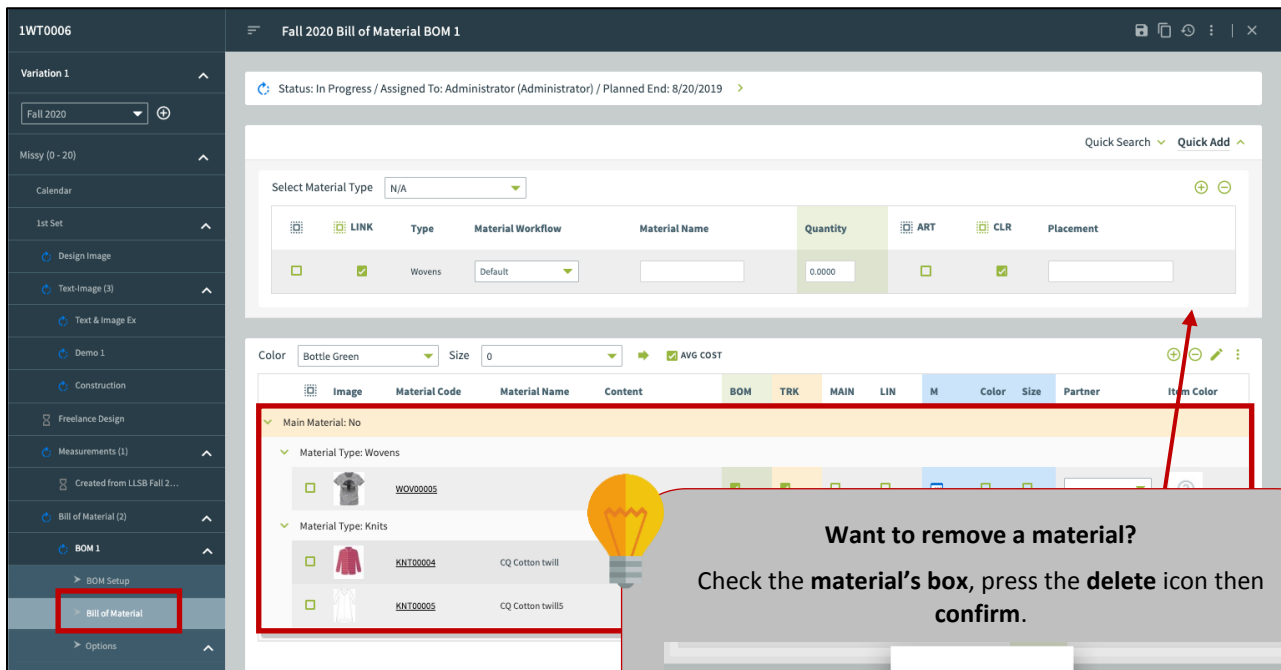 1WT0006
Fall 2020 Bill of Material BOM 1
Variation 1
Fall 2020
Missy (0 - 20)
Calendar
1st Set
Design Image
Text-Image (3)
Text & Image Ex
Demo 1
Construction
Freelance Design
Measurements (1)
Created from LLSB Fall 2...
Bill of Material (2)
BOM 1
BOM Setup
Bill of Material
Options
Status: In Progress / Assigned To: Administrator (Administrator) / Planned End: 8/20/2019
Quick Search Quick Add
Select Material Type N/A
LINK Type Material Workflow Material Name Quantity ART CLR Placement
Wovens Default 0.0000
Color Bottle Green Size 0 AVG COST
Image Material Code Material Name Content BOM TRK MAIN LIN M Color Size Partner Item Color
Main Material: No
Material Type: Wovens
WOV00005
Material Type: Knits
KNT00004 CQ Cotton twill
KNT00005 CQ Cotton twill5
Want to remove a material?
Check the material's box, press the delete icon then
confirm.